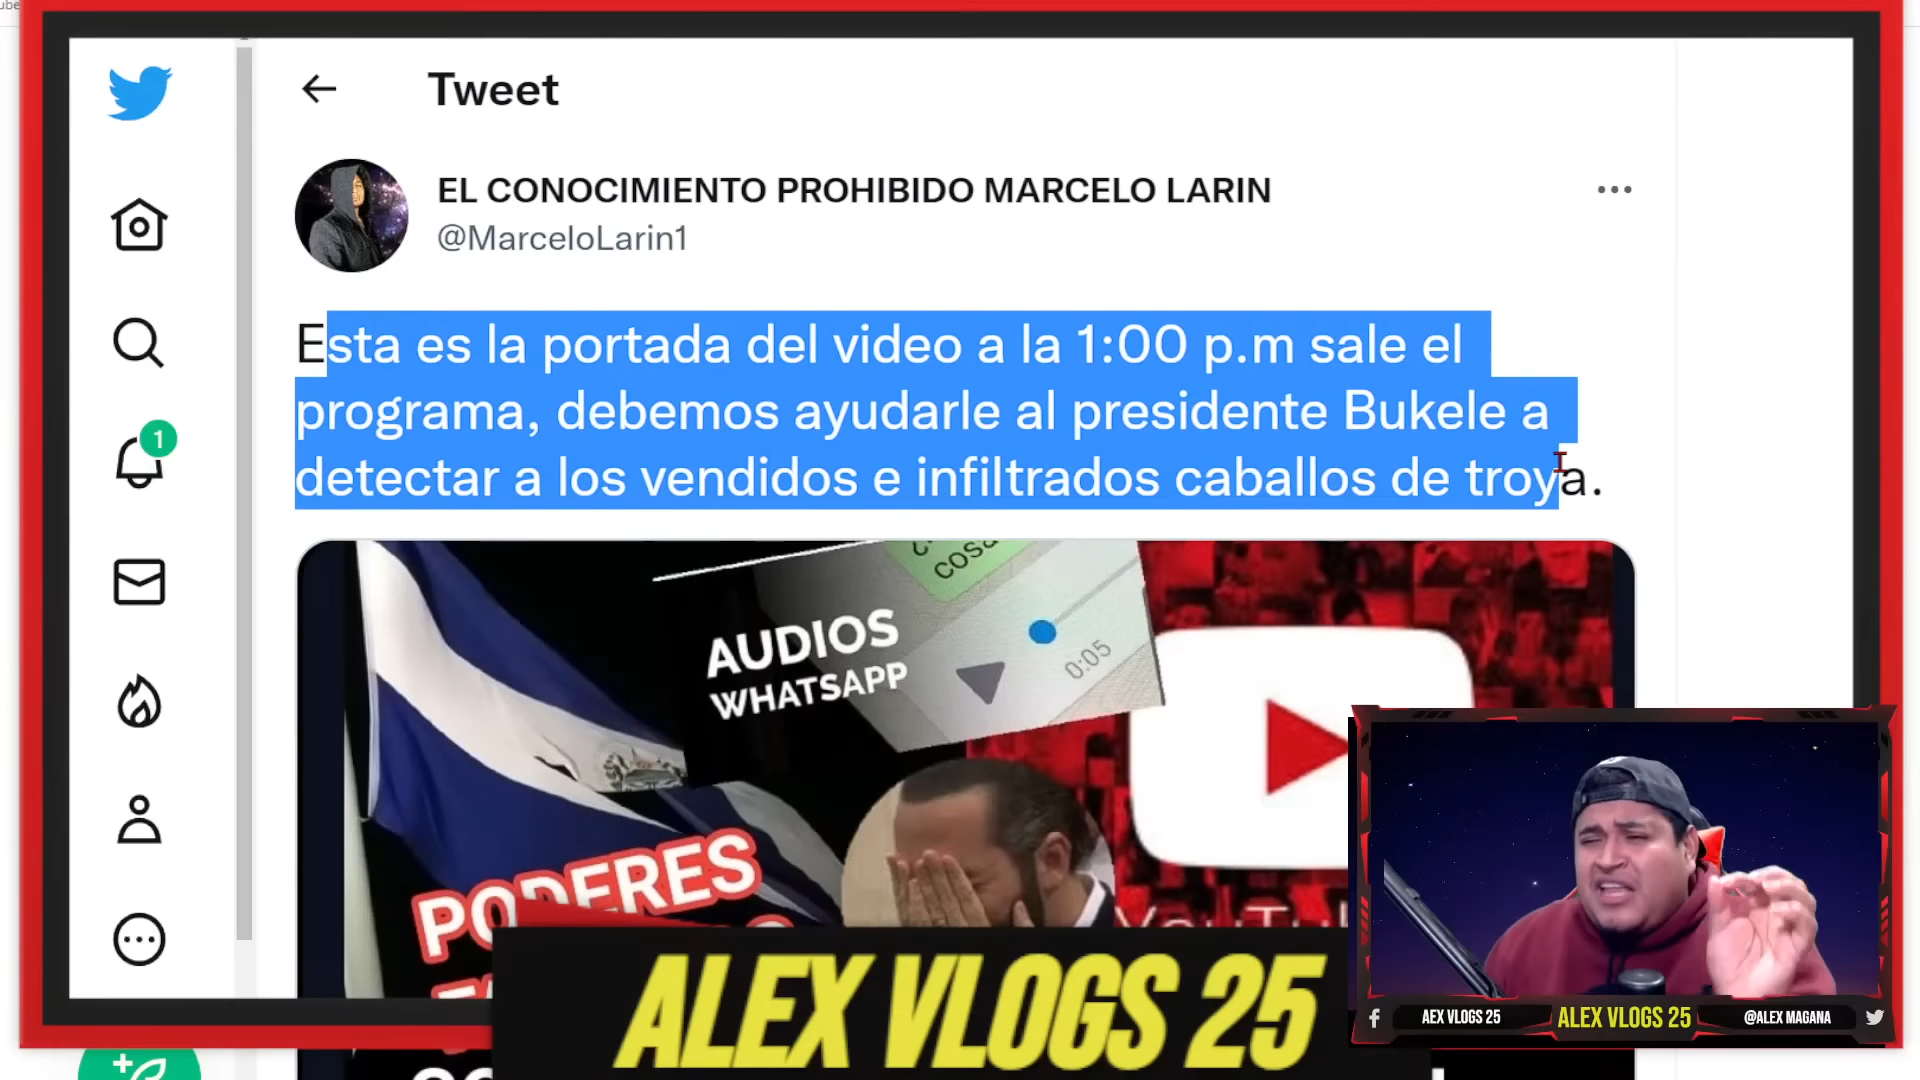 Tweet
EL CONOCIMIENTO PROHIBIDO MARCELO LARIN
@MarceloLarin1
Esta es la portada del video a la 1:00 p.m sale el
programa, debemos ayudarle al presidente Bukele a
detectar a los vendidos e infiltrados caballos de troya.
1
AUDIOS
WHATSAPP
0:05
PODERES
ALEX VLOGS 25
AEX VLOGS 25
ALEX VLOGS 25
@ALEX MAGANA